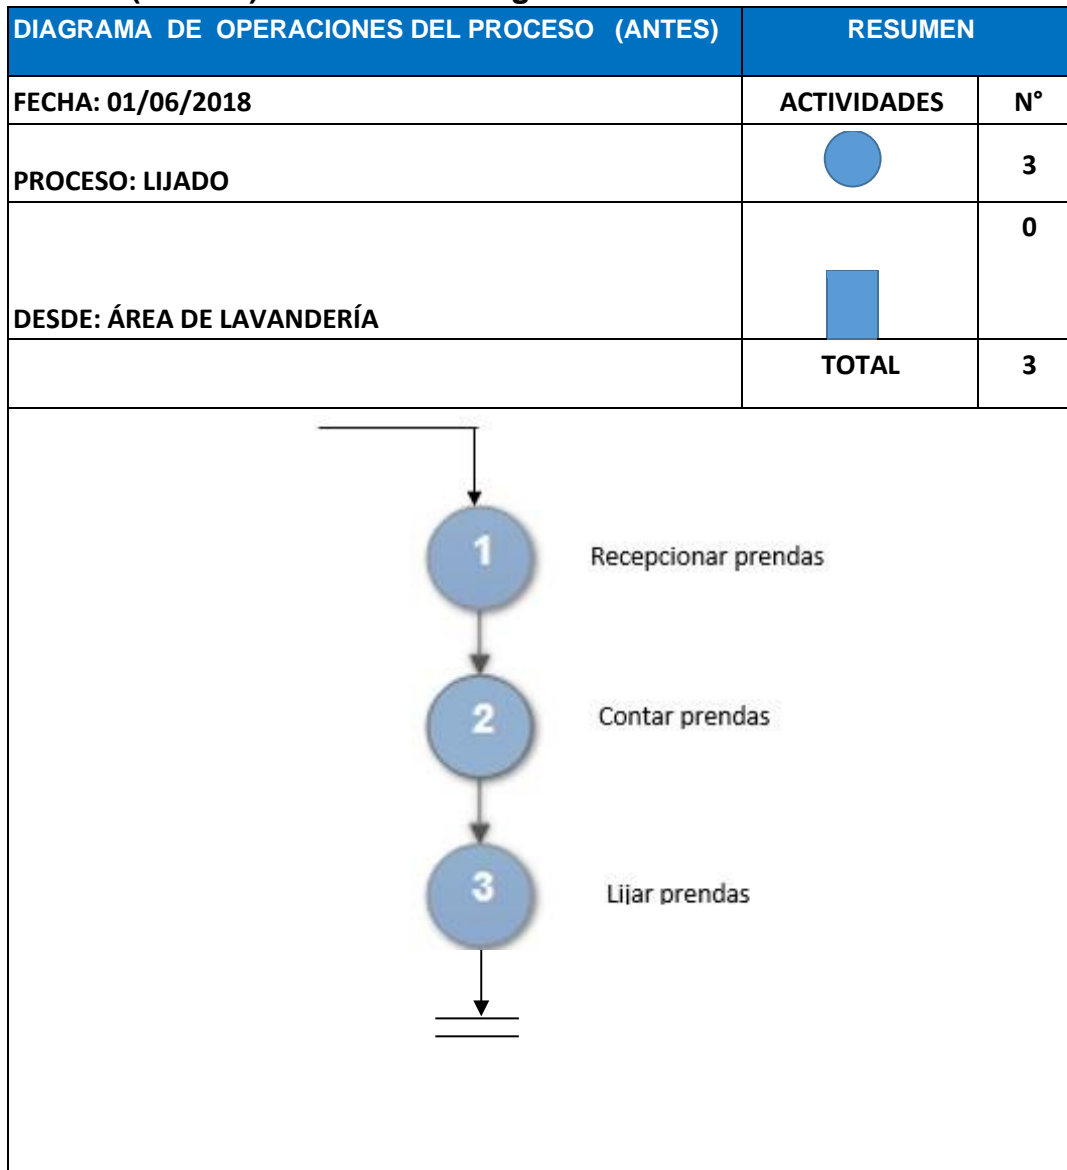 DIAGRAMA DE OPERACIONES DEL PROCESO (ANTES) RESUMEN
FECHA: 01/06/2018 ACTIVIDADES N°
PROCESO: LIJADO 3
0
DESDE: ÁREA DE LAVANDERÍA
TOTAL 3
1 Recepcionar prendas
2 Contar prendas
3 Lijar prendas